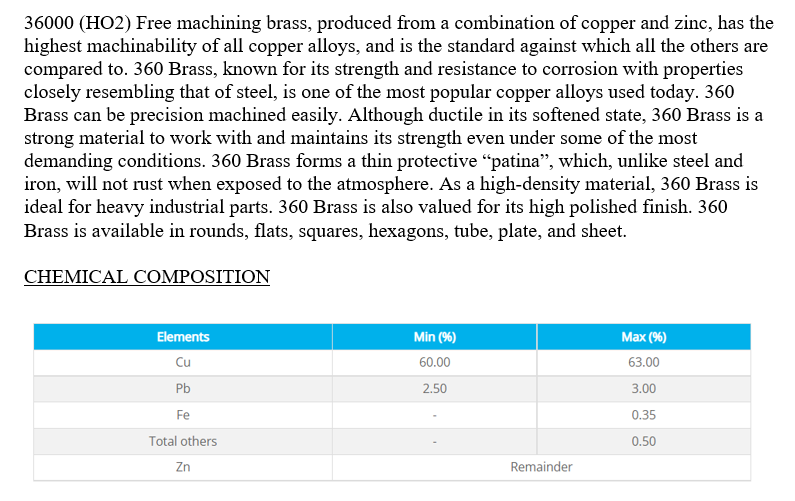 36000 (HO2) Free machining brass, produced from a combination of copper and zinc, has the
highest machinability of all copper alloys, and is the standard against which all the others are
compared to. 360 Brass, known for its strength and resistance to corrosion with properties
closely resembling that of steel, is one of the most popular copper alloys used today. 360
Brass can be precision machined easily. Although ductile in its softened state, 360 Brass is a
strong material to work with and maintains its strength even under some of the most
demanding conditions. 360 Brass forms a thin protective “patina”, which, unlike steel and
iron, will not rust when exposed to the atmosphere. As a high-density material, 360 Brass is
ideal for heavy industrial parts. 360 Brass is also valued for its high polished finish. 360
Brass is available in rounds, flats, squares, hexagons, tube, plate, and sheet.
CHEMICAL COMPOSITION
Elements Min (%) Max (%)
Cu 60.00 63.00
Pb 2.50 3.00
Fe - 0.35
Total others - 0.50
Zn Remainder